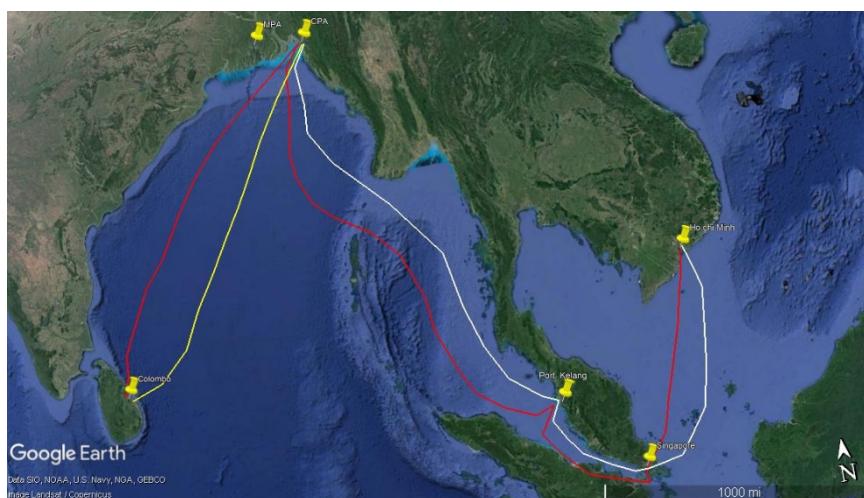 MPA
CPA
Ho chi Minh
Colombo
Port. Kelang
Singapore
Google Earth
Data SIO, NOAA, U.S. Navy, NGA, GEBCO
Image Landsat / Copernicus
N
1000 mi